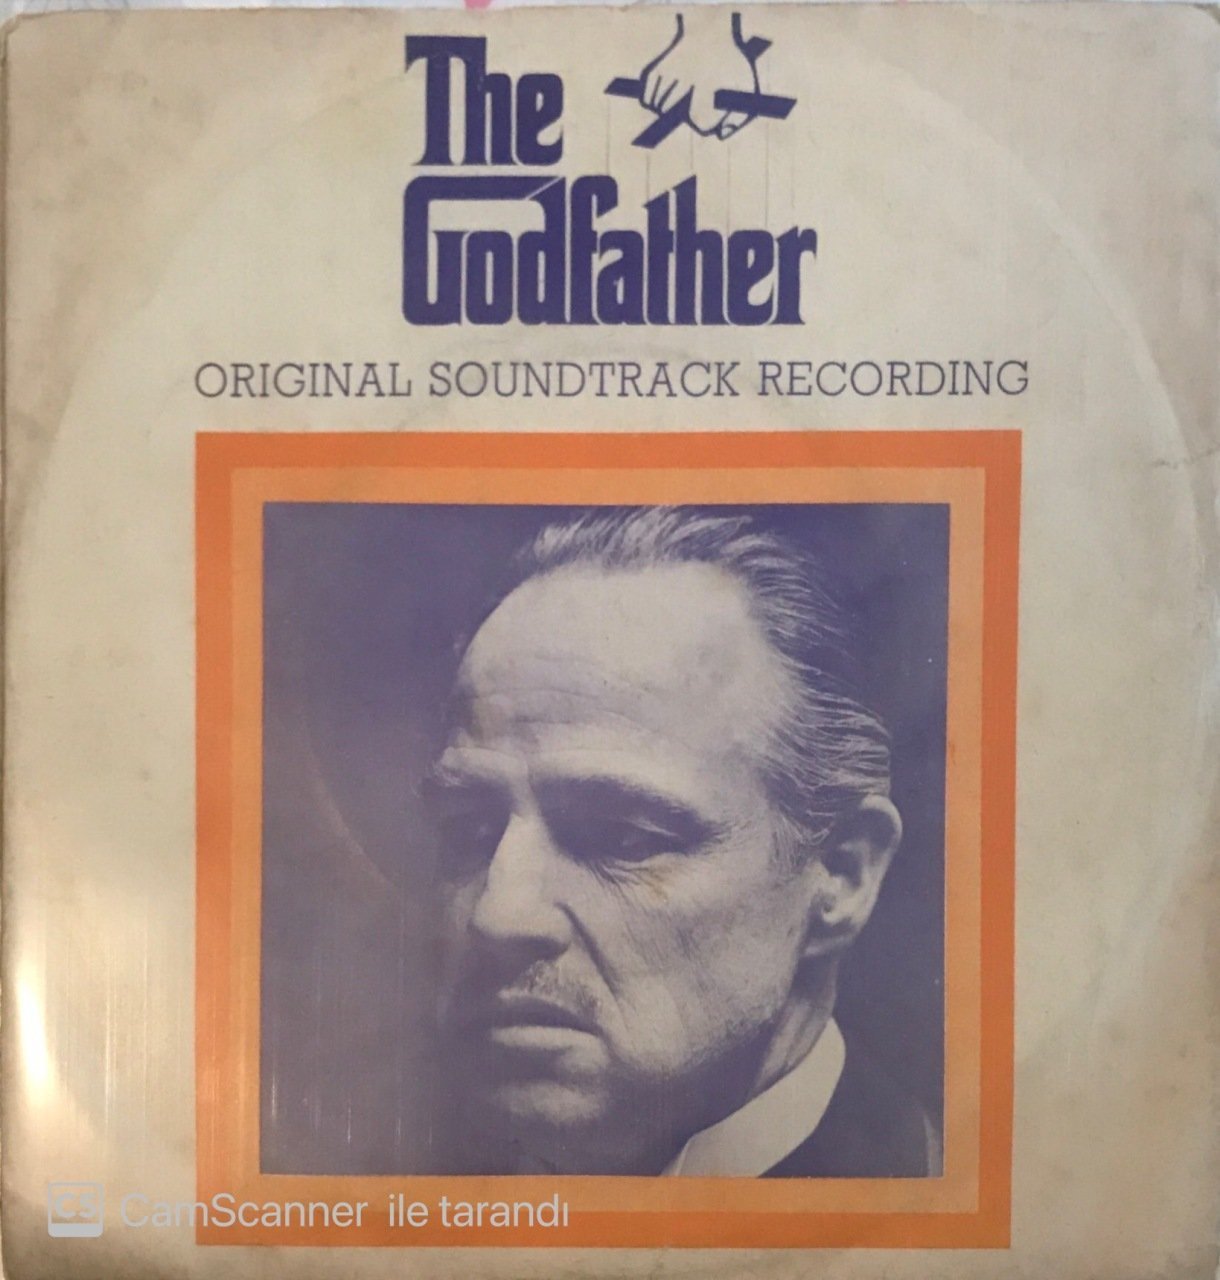 The
Godfather
ORIGINAL SOUNDTRACK RECORDING
CS CamScanner ile tarandı